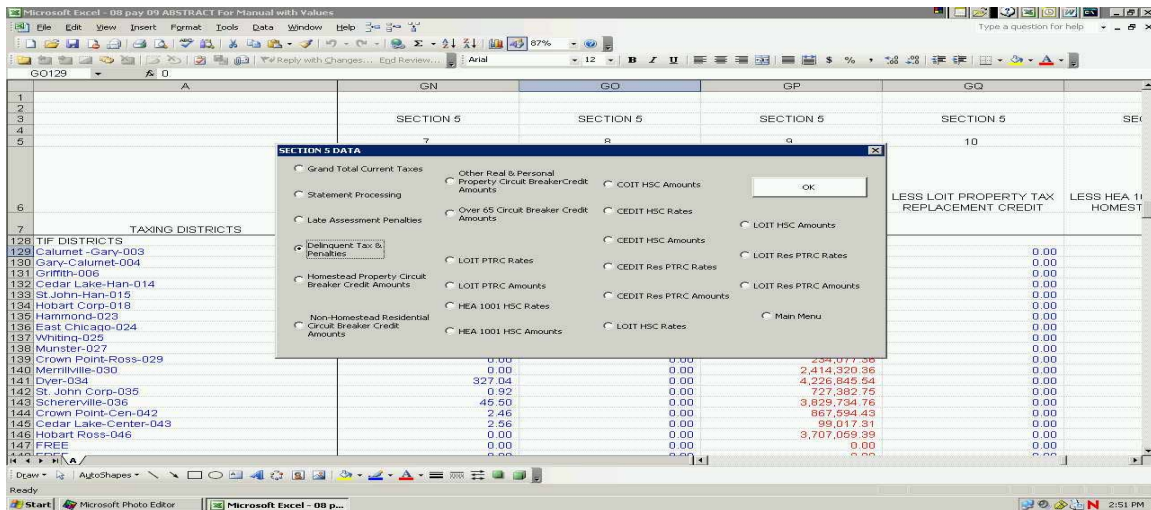 Microsoft Excel - 08 pay 09 ABSTRACT For Manual with Values
File Edit View Insert Format Tools Data Window Help
Type a question for help
87%
Reply with Changes... End Review...
Arial
12
B I U
$ % ,
GO129 fx 0
A GN GO GP GQ
1
2
3 SECTION 5 SECTION 5 SECTION 5 SECTION 5 SE
4
5 7 8 9 10
6 LESS LOIT PROPERTY TAX REPLACEMENT CREDIT
LESS HEA 1 HOMEST
7 TAXING DISTRICTS
SECTION 5 DATA
Grand Total Current Taxes
Statement Processing
Late Assessment Penalties
Delinquent Tax &
Penalties
Homestead Property Circuit
Breaker Credit Amounts
Non-Homestead Residential
Circuit Breaker Credit
Amounts
Other Real & Personal
Property Circuit BreakerCredit
Amounts
Over 65 Circuit Breaker Credit
Amounts
LOIT PTRC Rates
LOIT PTRC Amounts
HEA 1001 HSC Rates
HEA 1001 HSC Amounts
COIT HSC Amounts
CEDIT HSC Rates
CEDIT HSC Amounts
CEDIT Res PTRC Rates
CEDIT Res PTRC Amounts
LOIT HSC Rates
OK
LOIT HSC Amounts
LOIT Res PTRC Rates
LOIT Res PTRC Amounts
Main Menu
128 TIF DISTRICTS
129 Calumet -Gary-003 0.00
130 Gary-Calumet-004 0.00
131 Griffith-006 0.00
132 Cedar Lake-Han-014 0.00
133 St.John-Han-015 0.00
134 Hobart Corp-018 0.00
135 Hammond-023 0.00
136 East Chicago-024 0.00
137 Whiting-025 0.00
138 Munster-027 0.00
139 Crown Point-Ross-029 0.00 0.00 234,077.36 0.00
140 Merrillville-030 0.00 0.00 2,414,320.36 0.00
141 Dyer-034 327.04 0.00 4,226,845.54 0.00
142 St. John Corp-035 0.92 0.00 727,382.75 0.00
143 Schererville-036 45.50 0.00 3,829,734.76 0.00
144 Crown Point-Cen-042 2.46 0.00 867,594.43 0.00
145 Cedar Lake-Center-043 2.56 0.00 99,017.31 0.00
146 Hobart Ross-046 0.00 0.00 3,707,059.39 0.00
147 FREE 0.00 0.00 0.00 0.00
A
Draw AutoShapes
Ready
Start Microsoft Photo Editor Microsoft Excel - 08 p... 2:51 PM